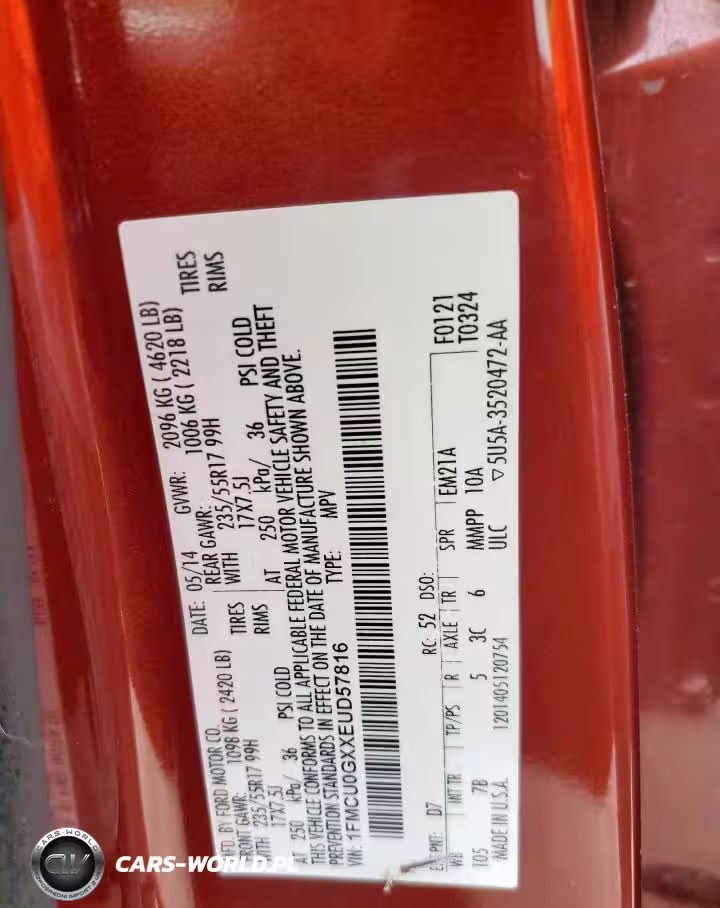 MFD. BY FORD MOTOR CO.
DATE: 05/14 GVWR: 2096 KG ( 4620 LB)
FRONT GAWR: 1098 KG ( 2420 LB)
REAR GAWR: 1006 KG ( 2218 LB)
WITH 235/55R17 99H TIRES
WITH 235/55R17 99H TIRES
17X7.5J RIMS
17X7.5J RIMS
AT 250 kPa/ 36 PSI COLD
AT 250 kPa/ 36 PSI COLD
THIS VEHICLE CONFORMS TO ALL APPLICABLE FEDERAL MOTOR VEHICLE SAFETY AND THEFT
PREVENTION STANDARDS IN EFFECT ON THE DATE OF MANUFACTURE SHOWN ABOVE.
VIN: 1FMCU0GXXEUD57816 TYPE: MPV
EXT PNT: D7 RC: 52 DSO: F0121
WB INT TR TP/PS R AXLE TR SPR EM21A T0324
105 7B 5 3C 6 MMPP 10A
MADE IN U.S.A. 1201405120754 ULC ▽5U5A-3520472-AA
CARS-WORLD.PL
CW